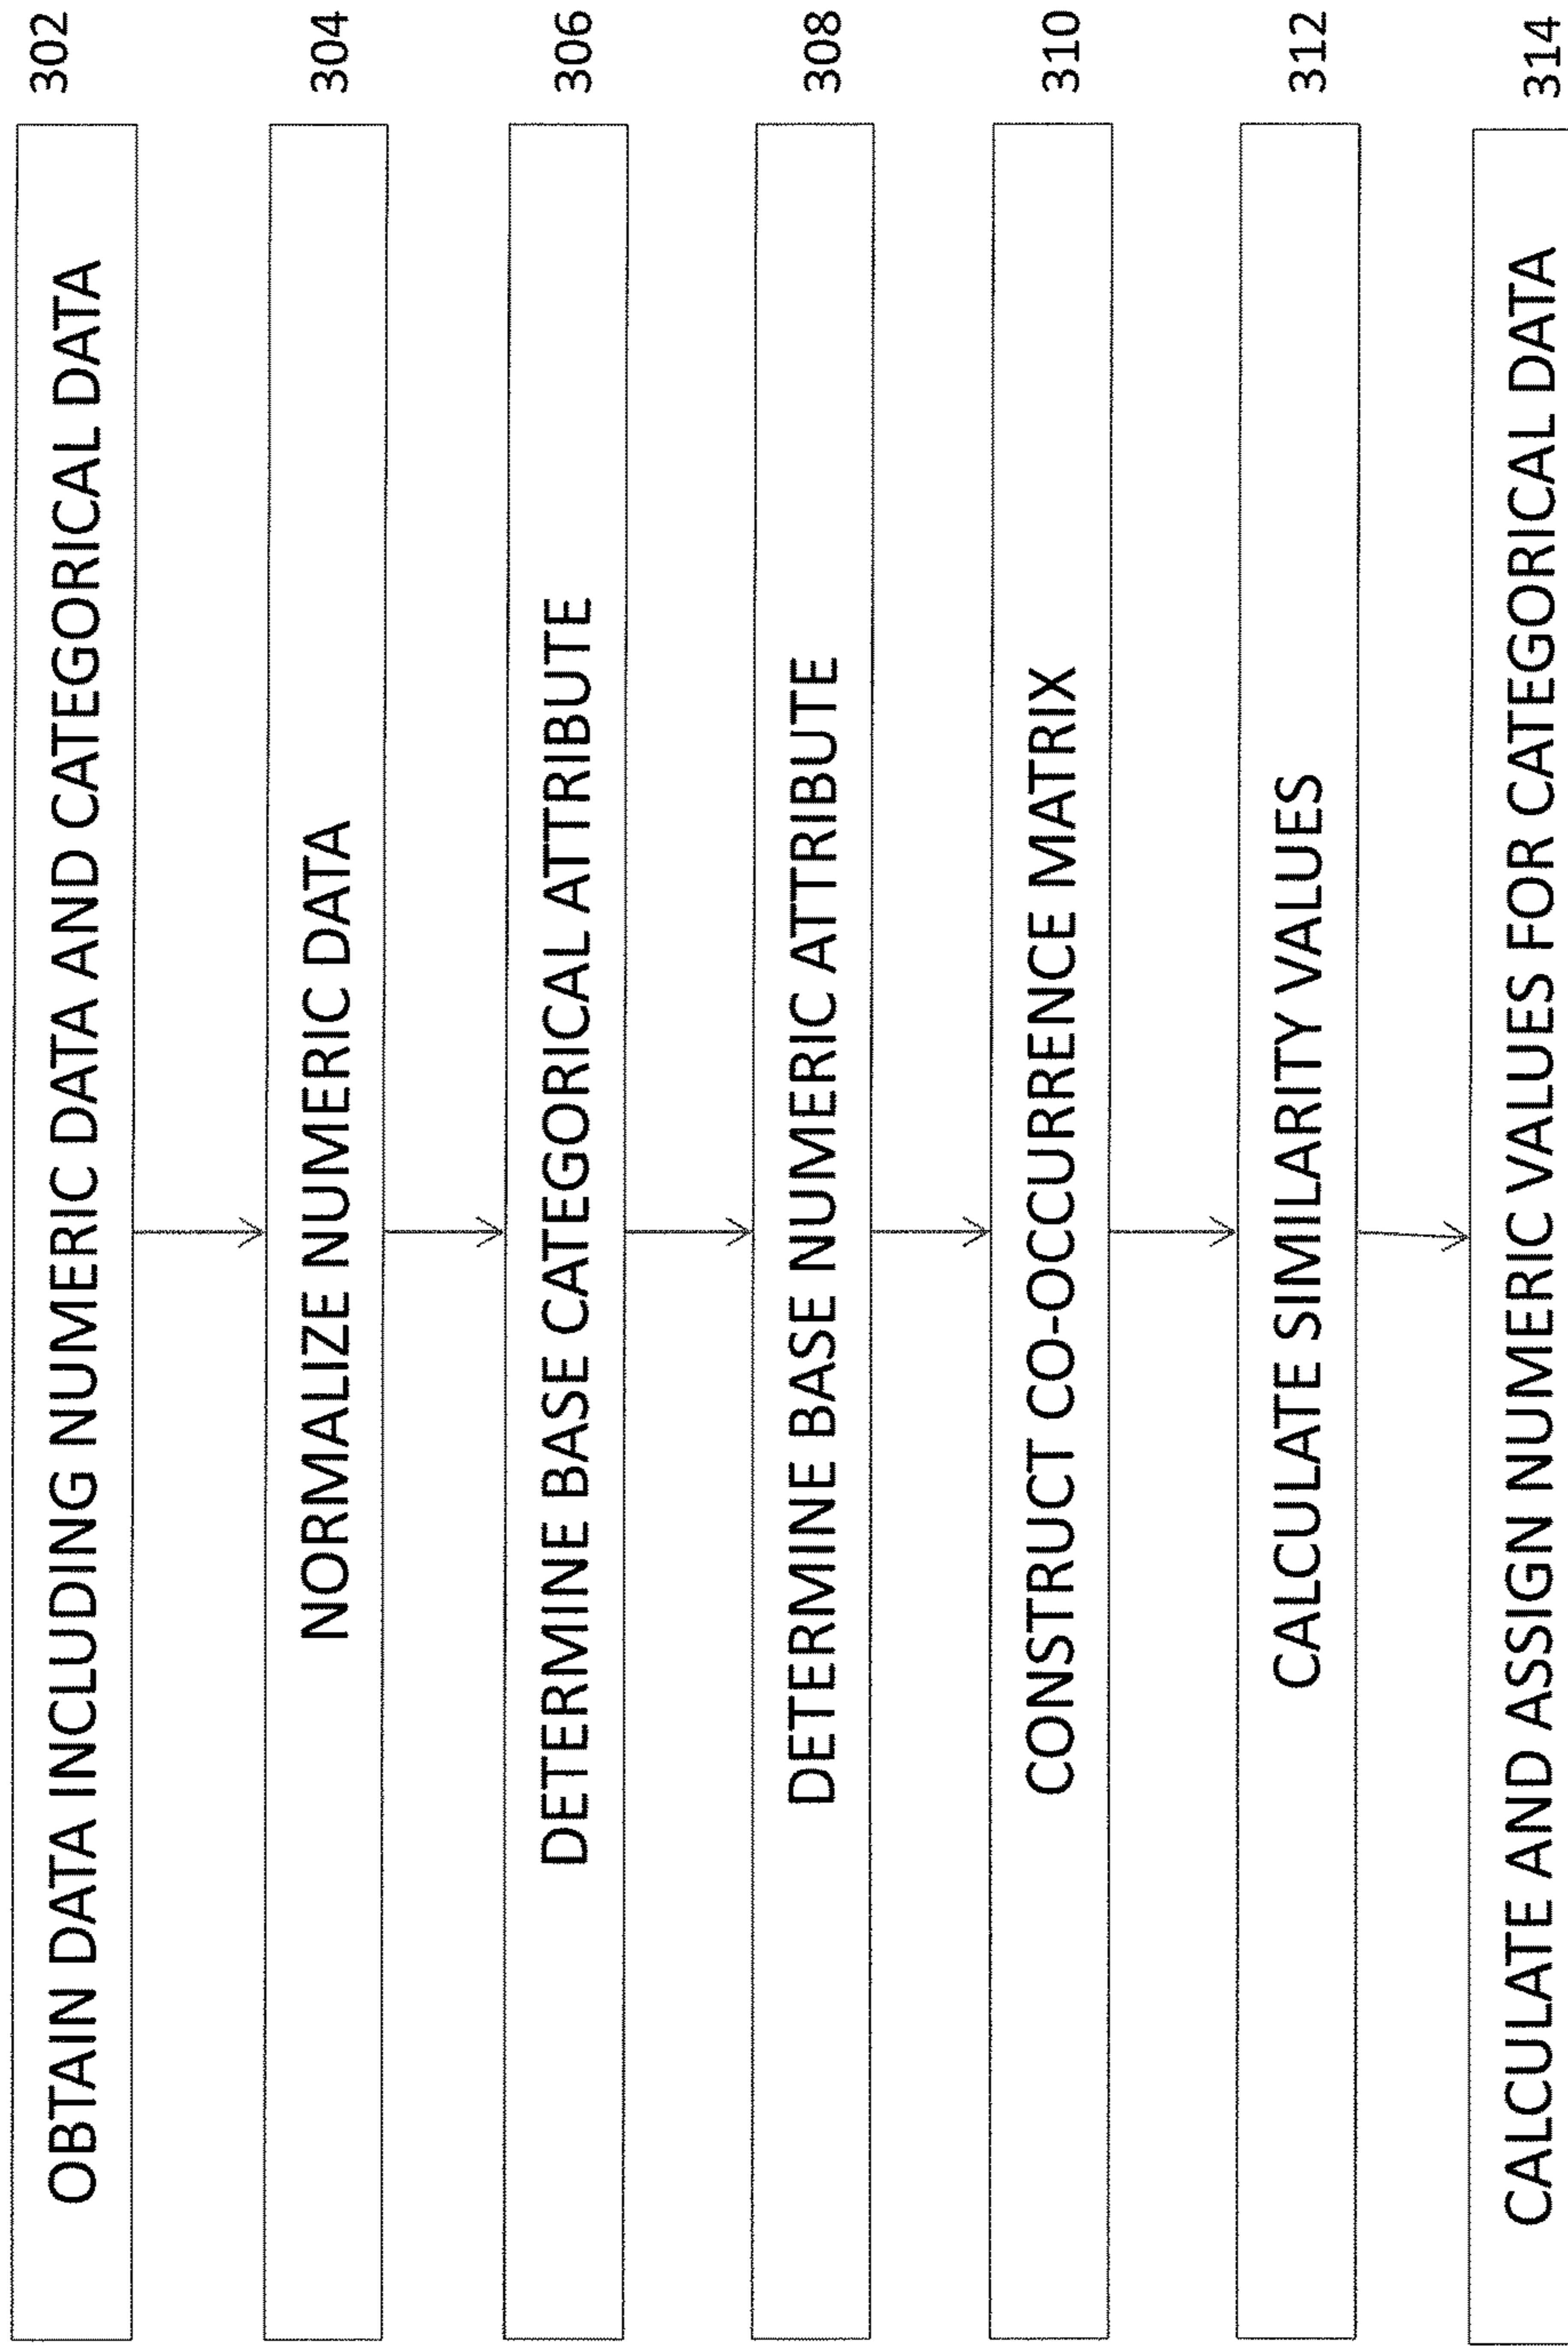 OBTAIN DATA INCLUDING NUMERIC DATA AND CATEGORICAL DATA 302
NORMALIZE NUMERIC DATA 304
DETERMINE BASE CATEGORICAL ATTRIBUTE 306
DETERMINE BASE NUMERIC ATTRIBUTE 308
CONSTRUCT CO-OCCURRENCE MATRIX 310
CALCULATE SIMILARITY VALUES 312
CALCULATE AND ASSIGN NUMERIC VALUES FOR CATEGORICAL DATA 314